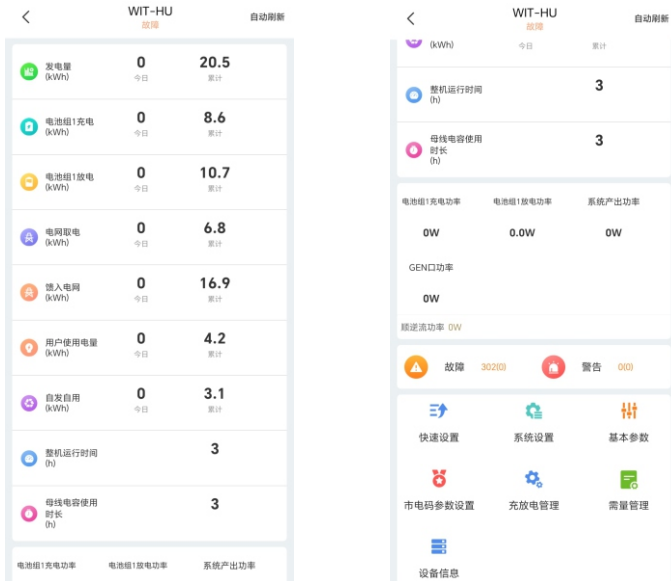 WIT-HU
故障
自动刷新
发电量
(kWh)
0
今日
20.5
累计
电池组1充电
(kWh)
0
今日
8.6
累计
电池组1放电
(kWh)
0
今日
10.7
累计
电网取电
(kWh)
0
今日
6.8
累计
馈入电网
(kWh)
0
今日
16.9
累计
用户使用电量
(kWh)
0
今日
4.2
累计
自发自用
(kWh)
0
今日
3.1
累计
整机运行时间
(h)
3
母线电容使用
时长
(h)
3
电池组1充电功率 电池组1放电功率 系统产出功率
WIT-HU
故障
自动刷新
(kWh)
今日 累计
整机运行时间
(h)
3
母线电容使用
时长
(h)
3
电池组1充电功率 电池组1放电功率 系统产出功率
0W 0.0W 0W
GEN口功率
0W
顺逆流功率 0W
故障 302(0) 警告 0(0)
快速设置 系统设置 基本参数
市电码参数设置 充放电管理 需量管理
设备信息